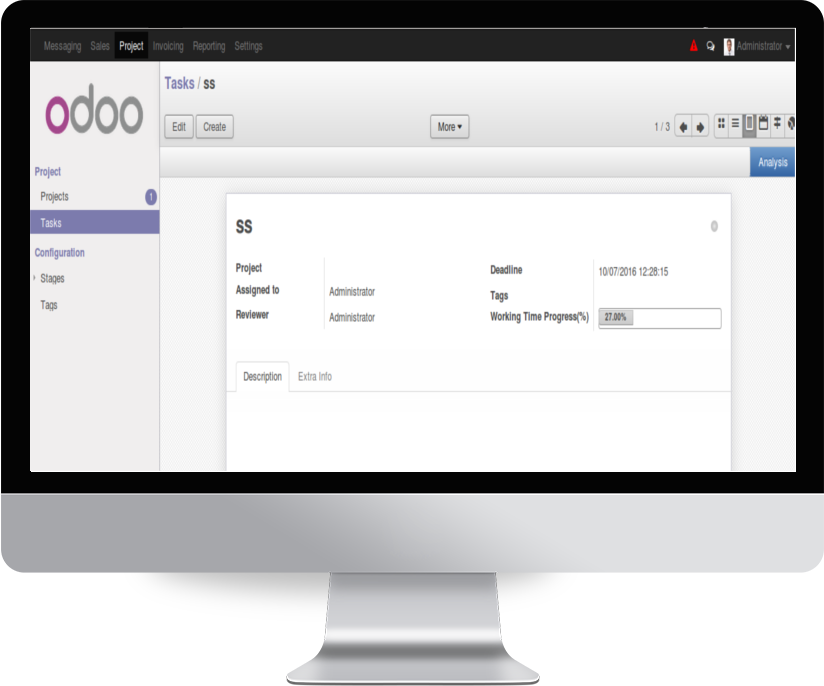 Messaging Sales Project Invoicing Reporting Settings Administrator
odoo
Tasks / ss
Edit Create More 1 / 3
Analysis
Project
Projects 1
Tasks
Configuration
Stages
Tags
ss
Project
Assigned to Administrator
Reviewer Administrator
Deadline 10/07/2016 12:28:15
Tags
Working Time Progress(%) 27.00%
Description Extra Info